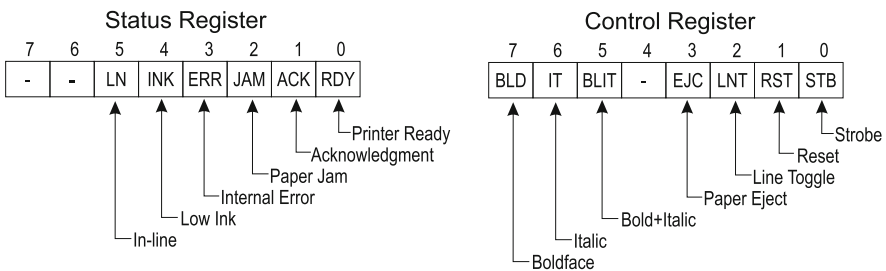 Status Register
7 6 5 4 3 2 1 0
- - LN INK ERR JAM ACK RDY
Printer Ready
Acknowledgment
Paper Jam
Internal Error
Low Ink
In-line
Control Register
7 6 5 4 3 2 1 0
BLD IT BLIT - EJC LNT RST STB
Strobe
Reset
Line Toggle
Paper Eject
Bold+Italic
Italic
Boldface